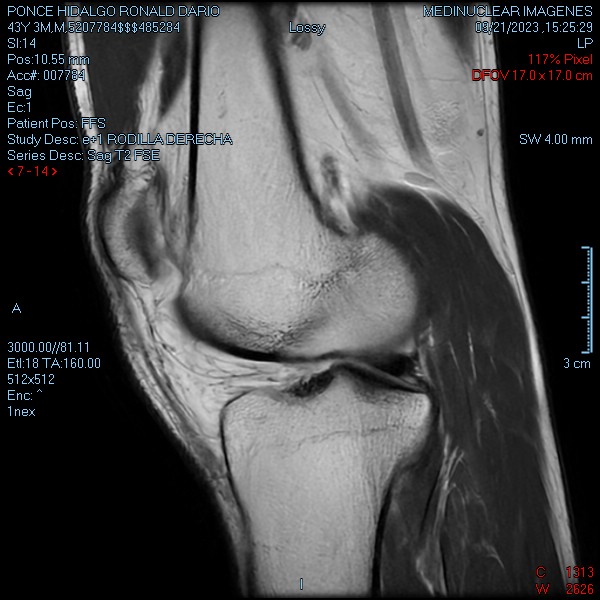 PONCE HIDALGO RONALD DARIO
43Y 3M,M,5207784$$$485284
Sl:14
Pos:10.55 mm
Acc#: 007784
Sag
Ec:1
Patient Pos: FFS
Study Desc: e+1 RODILLA DERECHA
Series Desc: Sag T2 FSE
< 7 - 14 >
Lossy
MEDINUCLEAR IMAGENES
09/21/2023 ,15:25:29
LP
117% Pixel
DFOV 17.0 x 17.0 cm
SW 4.00 mm
A
3 cm
3000.00//81.11
Etl:18 TA:160.00
512x512
Enc: ^
1nex
I
C 1313
W 2626